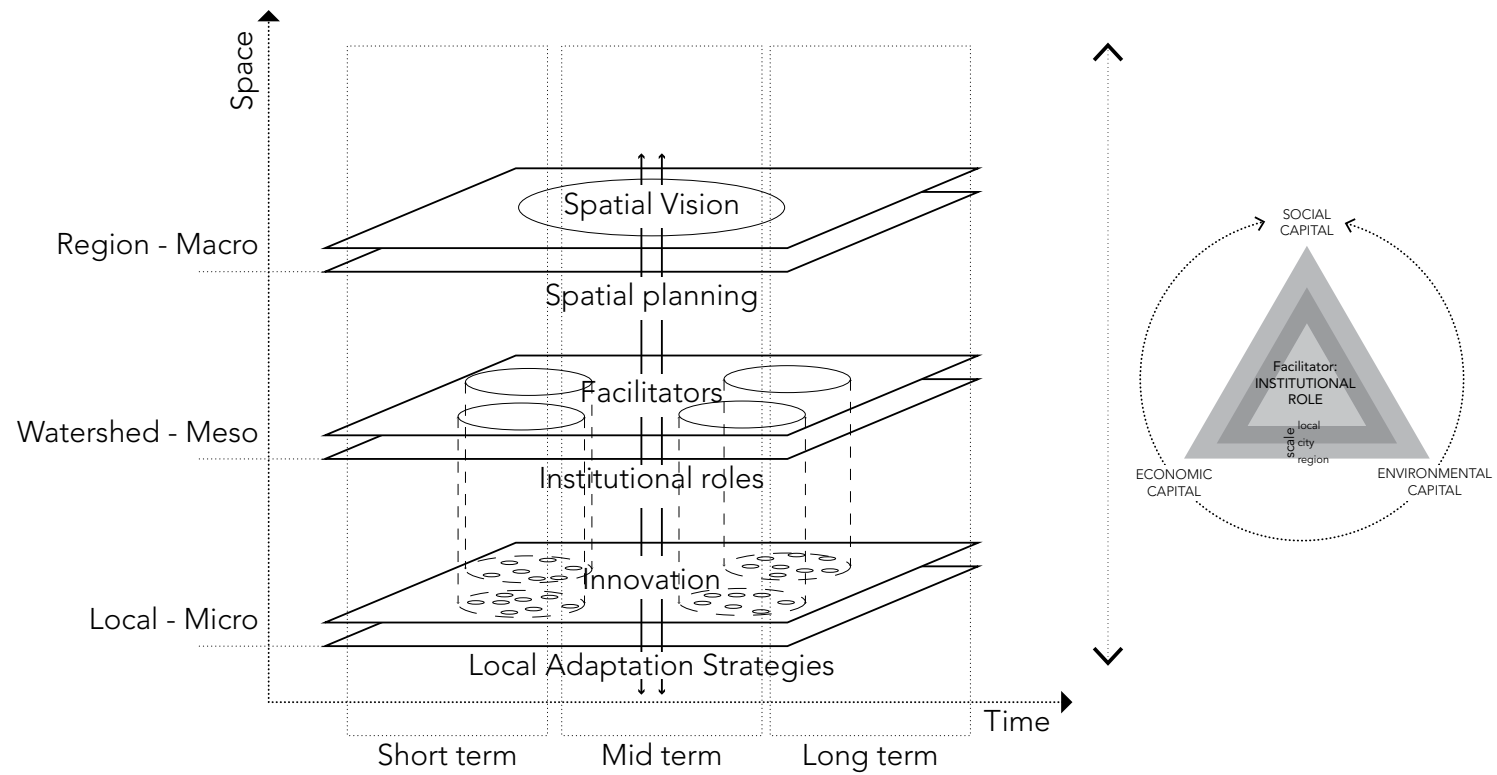 Space
Spatial Vision
Region - Macro
Spatial planning
Facilitators
Watershed - Meso
Institutional roles
Innovation
Local - Micro
Local Adaptation Strategies
Time
Short term
Mid term
Long term
SOCIAL
CAPITAL
Facilitator:
INSTITUTIONAL
ROLE
scale
local
city
region
ECONOMIC
CAPITAL
ENVIRONMENTAL
CAPITAL